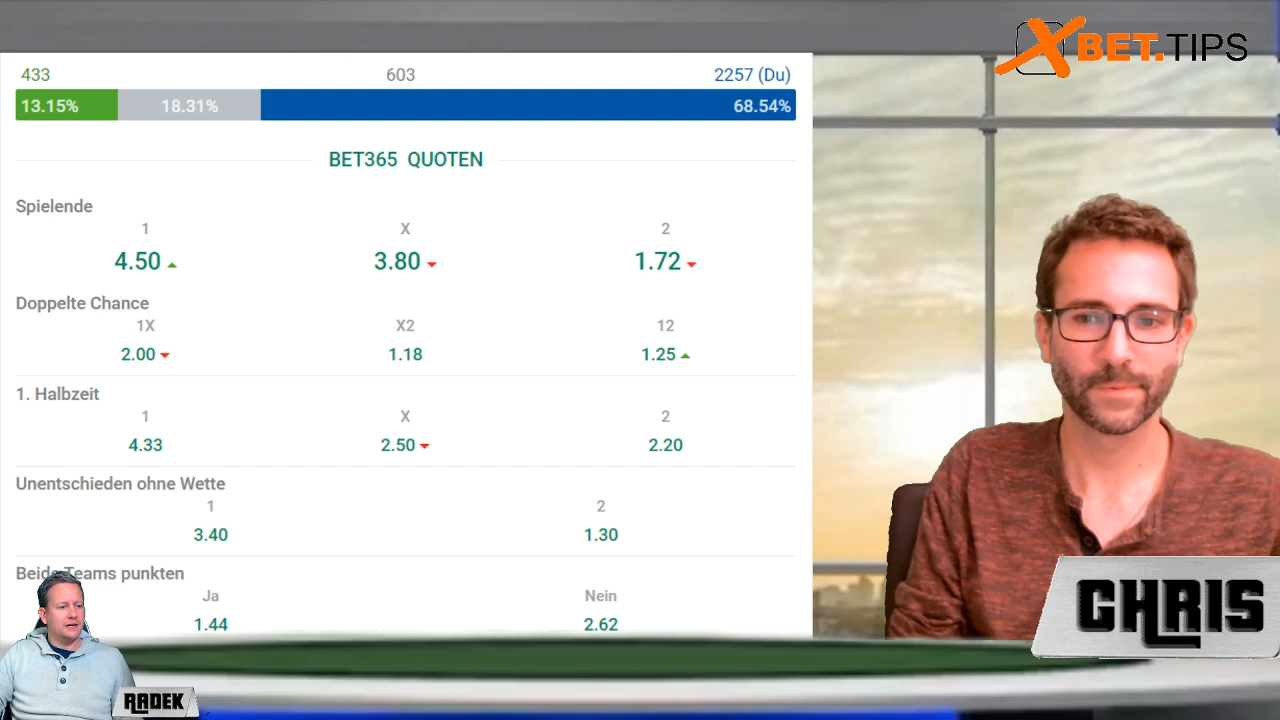 XBET.TIPS
433 603 2257 (Du)
13.15% 18.31% 68.54%
BET365 QUOTEN
Spielende
1 X 2
4.50 3.80 1.72
Doppelte Chance
1X X2 12
2.00 1.18 1.25
1. Halbzeit
1 X 2
4.33 2.50 2.20
Unentschieden ohne Wette
1 2
3.40 1.30
Beide Teams punkten
Ja Nein
1.44 2.62
CHRIS
RADEK